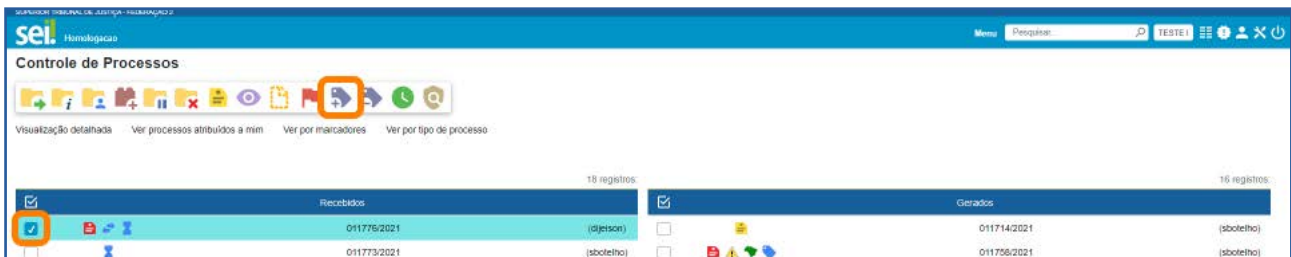 SUPERIOR TRIBUNAL DE JUSTIÇA - FEDERAÇÃO 2
sei! Homologacao Menu Pesquisar... TESTE I
Controle de Processos
Visualização detalhada Ver processos atribuídos a mim Ver por marcadores Ver por tipo de processo
18 registros: 16 registros:
Recebidos Gerados
011776/2021 (dijeison) 011714/2021 (sbotelho)
011773/2021 (sbotelho) 011758/2021 (sbotelho)